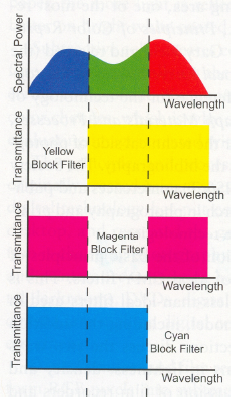 Spectral Power
Wavelength
Transmittance
Yellow
Block Filter
Wavelength
Transmittance
Magenta
Block Filter
Wavelength
Transmittance
Cyan
Block Filter
Wavelength